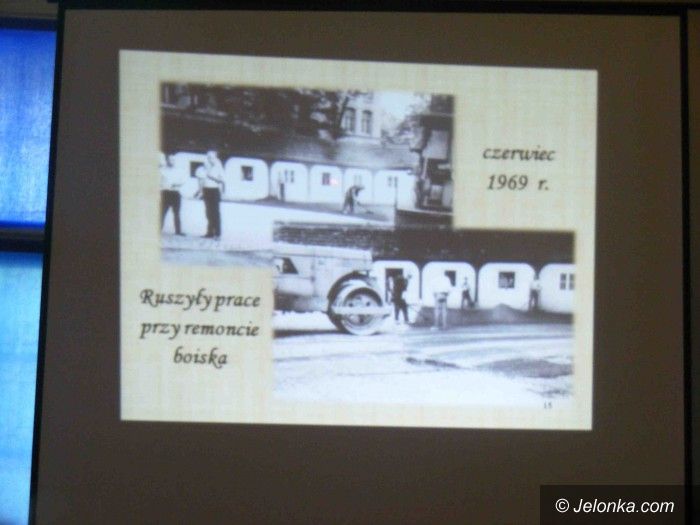 czerwiec
1969 r.
Ruszyły prace
przy remoncie
boiska
15
© Jelonka.com